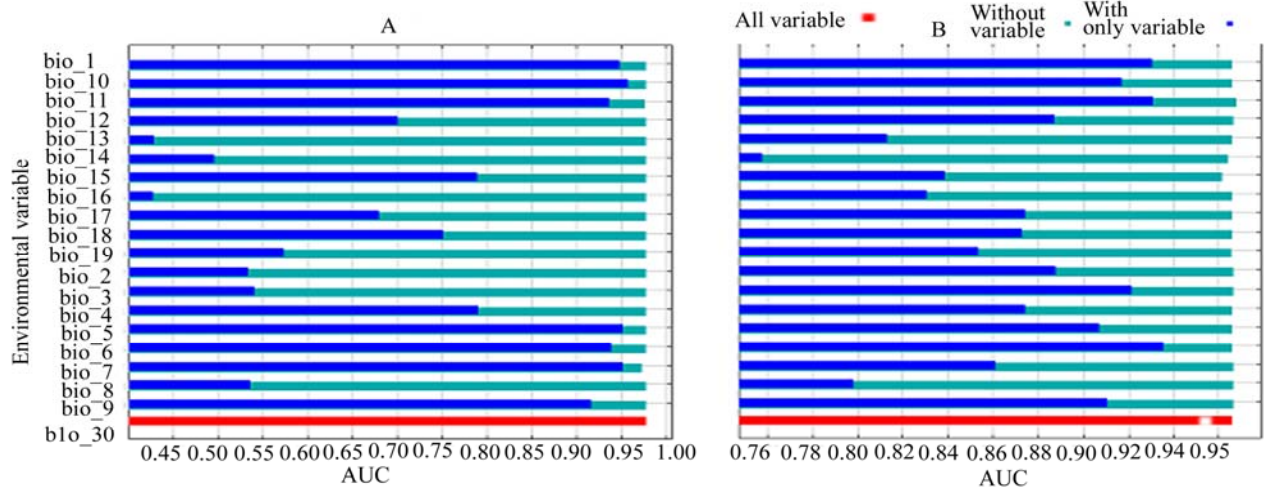 A
All variable
B
Without variable
With only variable
Environmental variable
bio_1
bio_10
bio_11
bio_12
bio_13
bio_14
bio_15
bio_16
bio_17
bio_18
bio_19
bio_2
bio_3
bio_4
bio_5
bio_6
bio_7
bio_8
bio_9
b1o_30
0.45 0.50 0.55 0.60 0.65 0.70 0.75 0.80 0.85 0.90 0.95 1.00
AUC
0.76 0.78 0.80 0.82 0.84 0.86 0.88 0.90 0.92 0.94 0.95
AUC